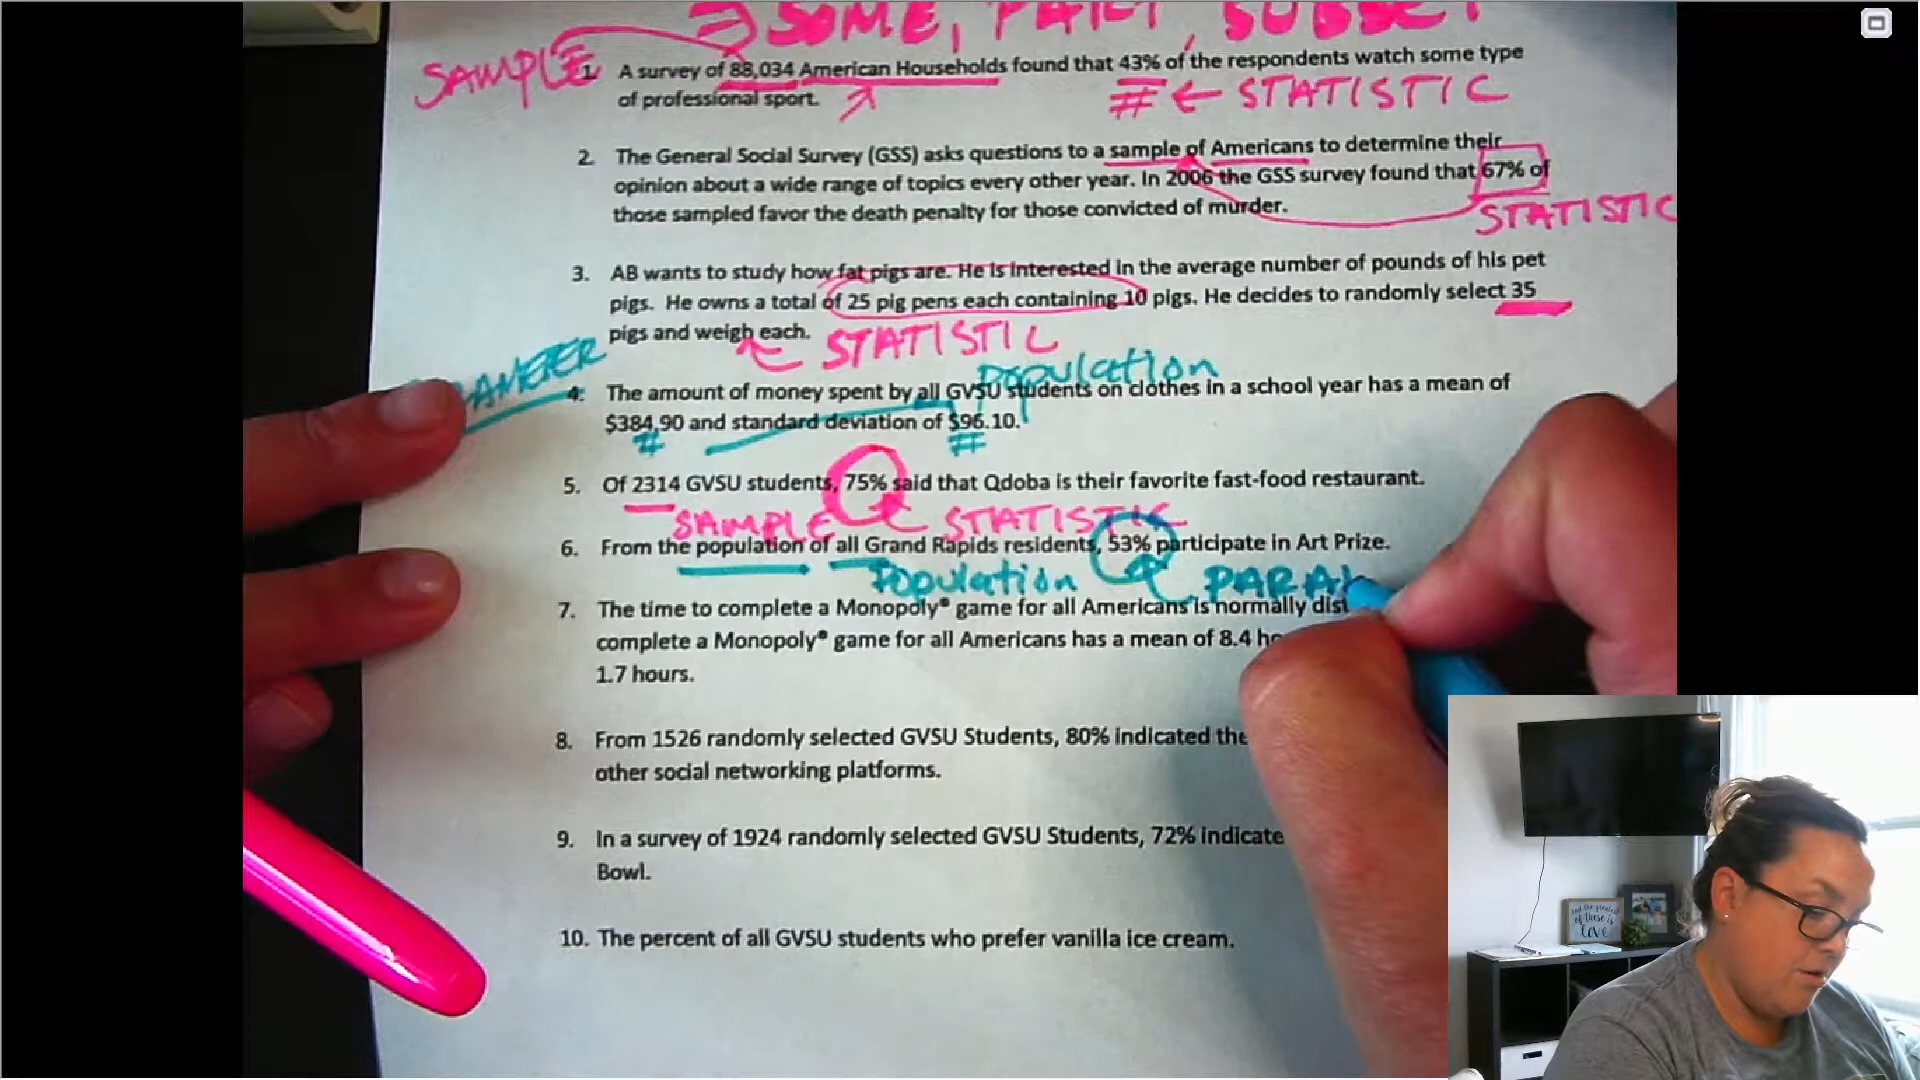 ⇒ SOME, PART, SUBSET
SAMPLE
1. A survey of 88,034 American Households found that 43% of the respondents watch some type
of professional sport.
# ← STATISTIC
2. The General Social Survey (GSS) asks questions to a sample of Americans to determine their
opinion about a wide range of topics every other year. In 2006 the GSS survey found that 67% of
those sampled favor the death penalty for those convicted of murder.
STATISTIC
3. AB wants to study how fat pigs are. He is interested in the average number of pounds of his pet
pigs. He owns a total of 25 pig pens each containing 10 pigs. He decides to randomly select 35
pigs and weigh each.
STATISTIC
AMETER
population
4. The amount of money spent by all GVSU students on clothes in a school year has a mean of
$384.90 and standard deviation of $96.10.
# #
5. Of 2314 GVSU students, 75% said that Qdoba is their favorite fast-food restaurant.
SAMPLE STATISTIC
6. From the population of all Grand Rapids residents, 53% participate in Art Prize.
Population PARA
7. The time to complete a Monopoly® game for all Americans is normally dist
complete a Monopoly® game for all Americans has a mean of 8.4 ho
1.7 hours.
8. From 1526 randomly selected GVSU Students, 80% indicated the
other social networking platforms.
9. In a survey of 1924 randomly selected GVSU Students, 72% indicate
Bowl.
10. The percent of all GVSU students who prefer vanilla ice cream.
of these is
love